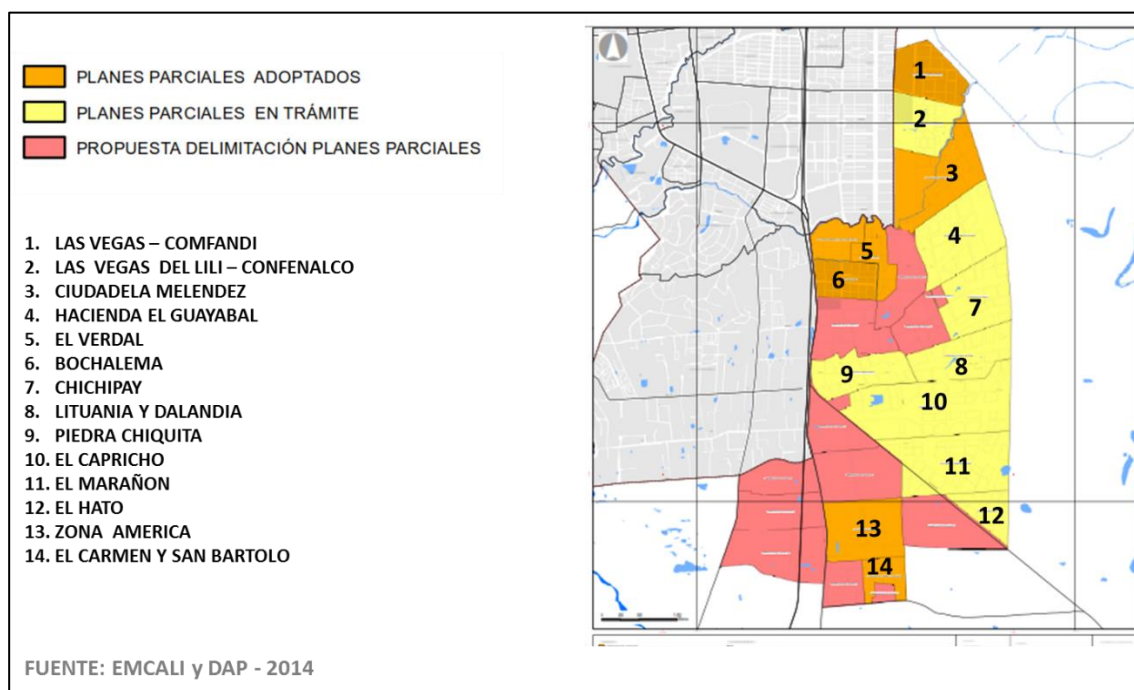 PLANES PARCIALES ADOPTADOS
PLANES PARCIALES EN TRÁMITE
PROPUESTA DELIMITACIÓN PLANES PARCIALES
1. LAS VEGAS – COMFANDI
2. LAS VEGAS DEL LILI – CONFENALCO
3. CIUDADELA MELENDEZ
4. HACIENDA EL GUAYABAL
5. EL VERDAL
6. BOCHALEMA
7. CHICHIPAY
8. LITUANIA Y DALANDIA
9. PIEDRA CHIQUITA
10. EL CAPRICHO
11. EL MARAÑON
12. EL HATO
13. ZONA AMERICA
14. EL CARMEN Y SAN BARTOLO
1
2
3
4
5
6
7
8
9
10
11
12
13
14
FUENTE: EMCALI y DAP - 2014